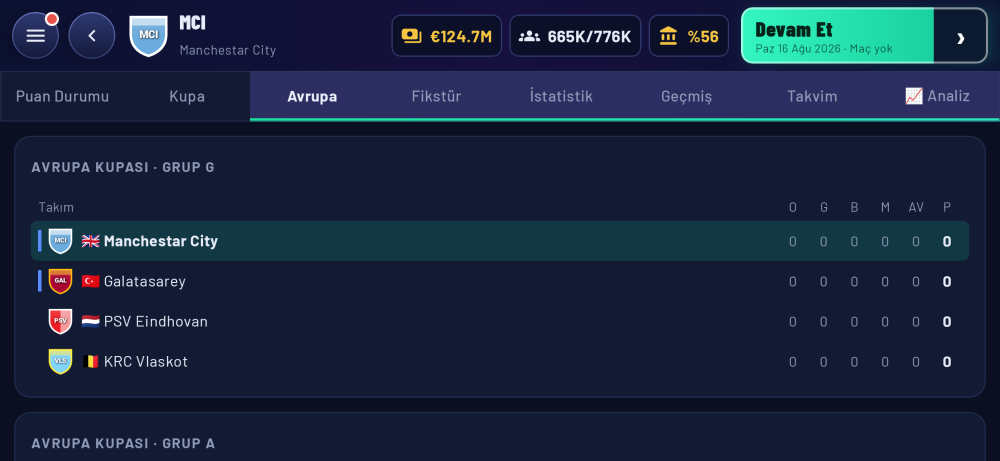 MCI
MCI
Manchestar City
€124.7M
665K/776K
%56
Devam Et
Paz 16 Ağu 2026 · Maç yok
Puan Durumu
Kupa
Avrupa
Fikstür
İstatistik
Geçmiş
Takvim
Analiz
AVRUPA KUPASI · GRUP G
Takım O G B M AV P
MCI Manchestar City 0 0 0 0 0 0
GAL Galatasarey 0 0 0 0 0 0
PSV PSV Eindhovan 0 0 0 0 0 0
VLS KRC Vlaskot 0 0 0 0 0 0
AVRUPA KUPASI · GRUP A